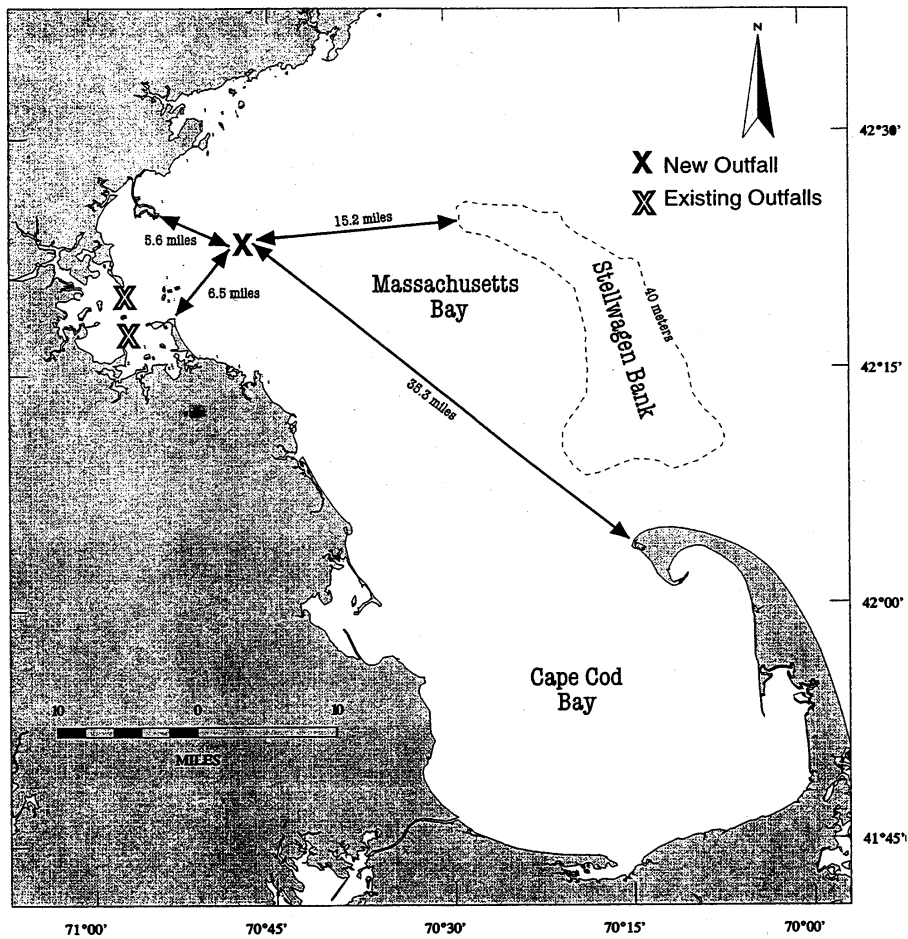 N
42°30'
X New Outfall
X Existing Outfalls
15.2 miles
5.6 miles
X
6.5 miles
Massachusetts
Bay
Stellwagen Bank
40 meters
X
X
42°15'
35.3 miles
42°00'
Cape Cod
Bay
10 0 10
MILES
41°45'
71°00' 70°45' 70°30' 70°15' 70°00'